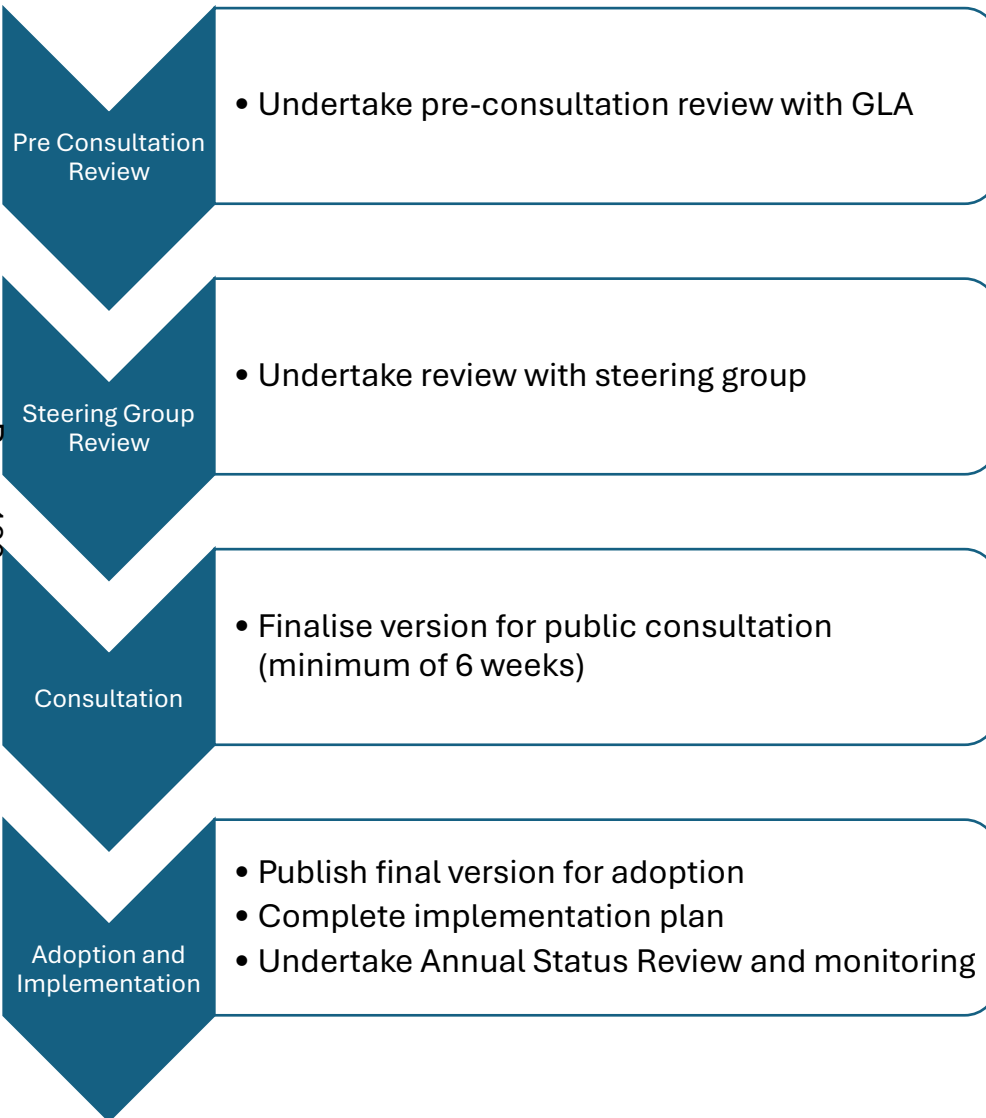 Pre Consultation
Review
• Undertake pre-consultation review with GLA
Steering Group
Review
• Undertake review with steering group
Consultation
• Finalise version for public consultation
(minimum of 6 weeks)
Adoption and
Implementation
• Publish final version for adoption
• Complete implementation plan
• Undertake Annual Status Review and monitoring